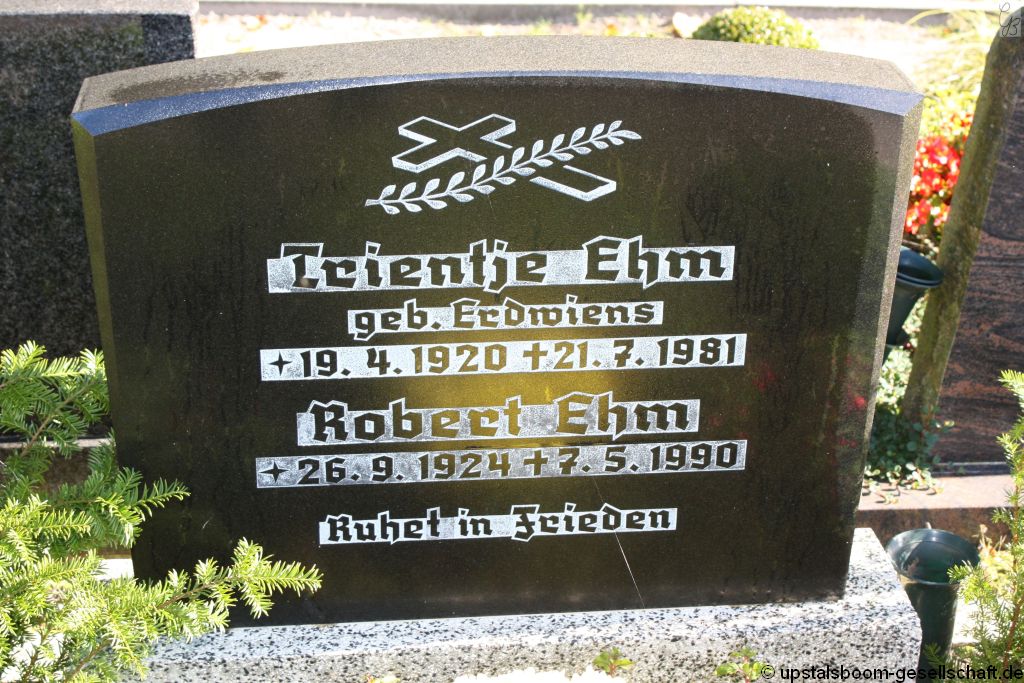 Trientje Ehm
geb. Erdwiens
✦ 19. 4. 1920 ✝ 21. 7. 1981
Robert Ehm
✦ 26. 9. 1924 ✝ 7. 5. 1990
Ruhet in Frieden
© upstalsboom-gesellschaft.de